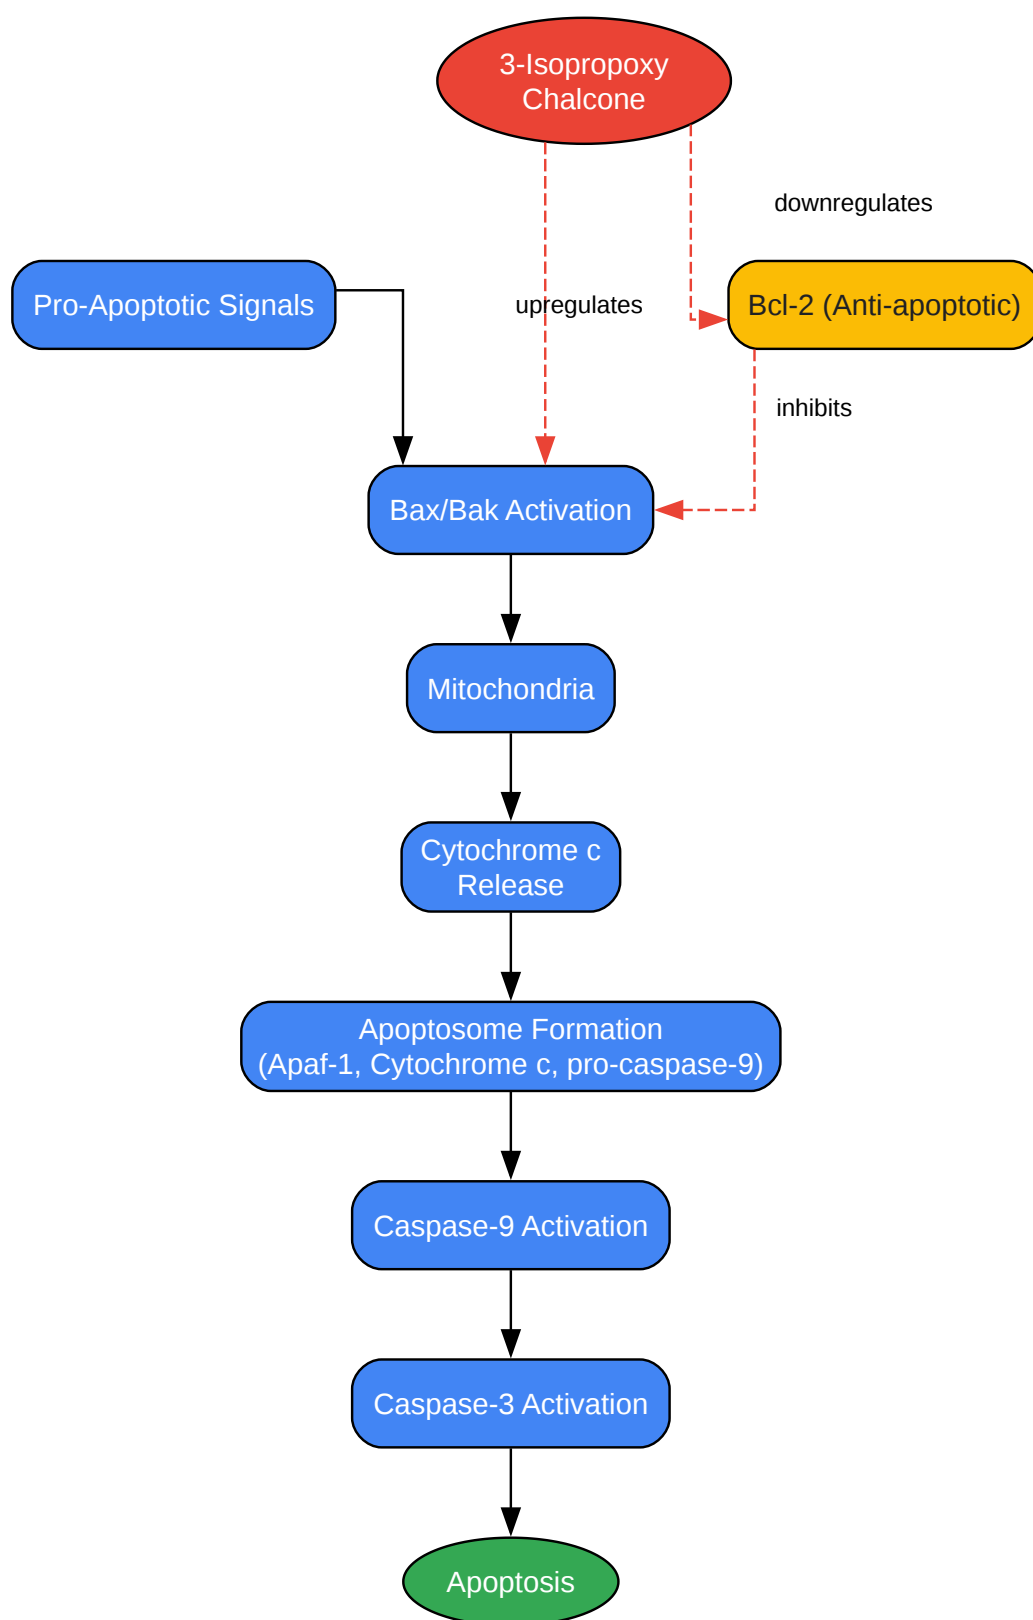 3-Isopropoxy
Chalcone
downregulates
Pro-Apoptotic Signals
upregulates
Bcl-2 (Anti-apoptotic)
inhibits
Bax/Bak Activation
Mitochondria
Cytochrome c
Release
Apoptosome Formation
(Apaf-1, Cytochrome c, pro-caspase-9)
Caspase-9 Activation
Caspase-3 Activation
Apoptosis